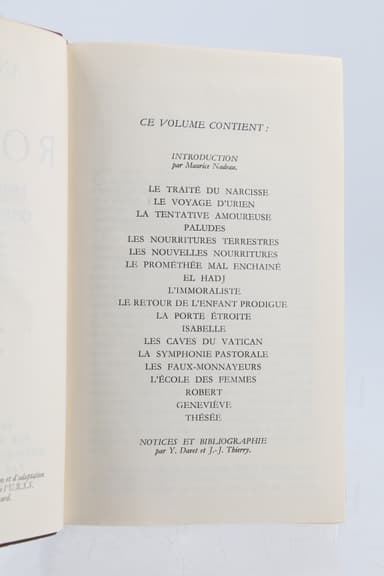 CE VOLUME CONTIENT :
INTRODUCTION
par Maurice Nadeau.
LE TRAITÉ DU NARCISSE
LE VOYAGE D'URIEN
LA TENTATIVE AMOUREUSE
PALUDES
LES NOURRITURES TERRESTRES
LES NOUVELLES NOURRITURES
LE PROMÉTHÉE MAL ENCHAINÉ
EL HADJ
L'IMMORALISTE
LE RETOUR DE L'ENFANT PRODIGUE
LA PORTE ÉTROITE
ISABELLE
LES CAVES DU VATICAN
LA SYMPHONIE PASTORALE
LES FAUX-MONNAYEURS
L'ÉCOLE DES FEMMES
ROBERT
GENEVIÈVE
THÉSÉE
NOTICES ET BIBLIOGRAPHIE
par Y. Davet et J.-J. Thierry.
n et d'adaptation
l'U.R.S.S.